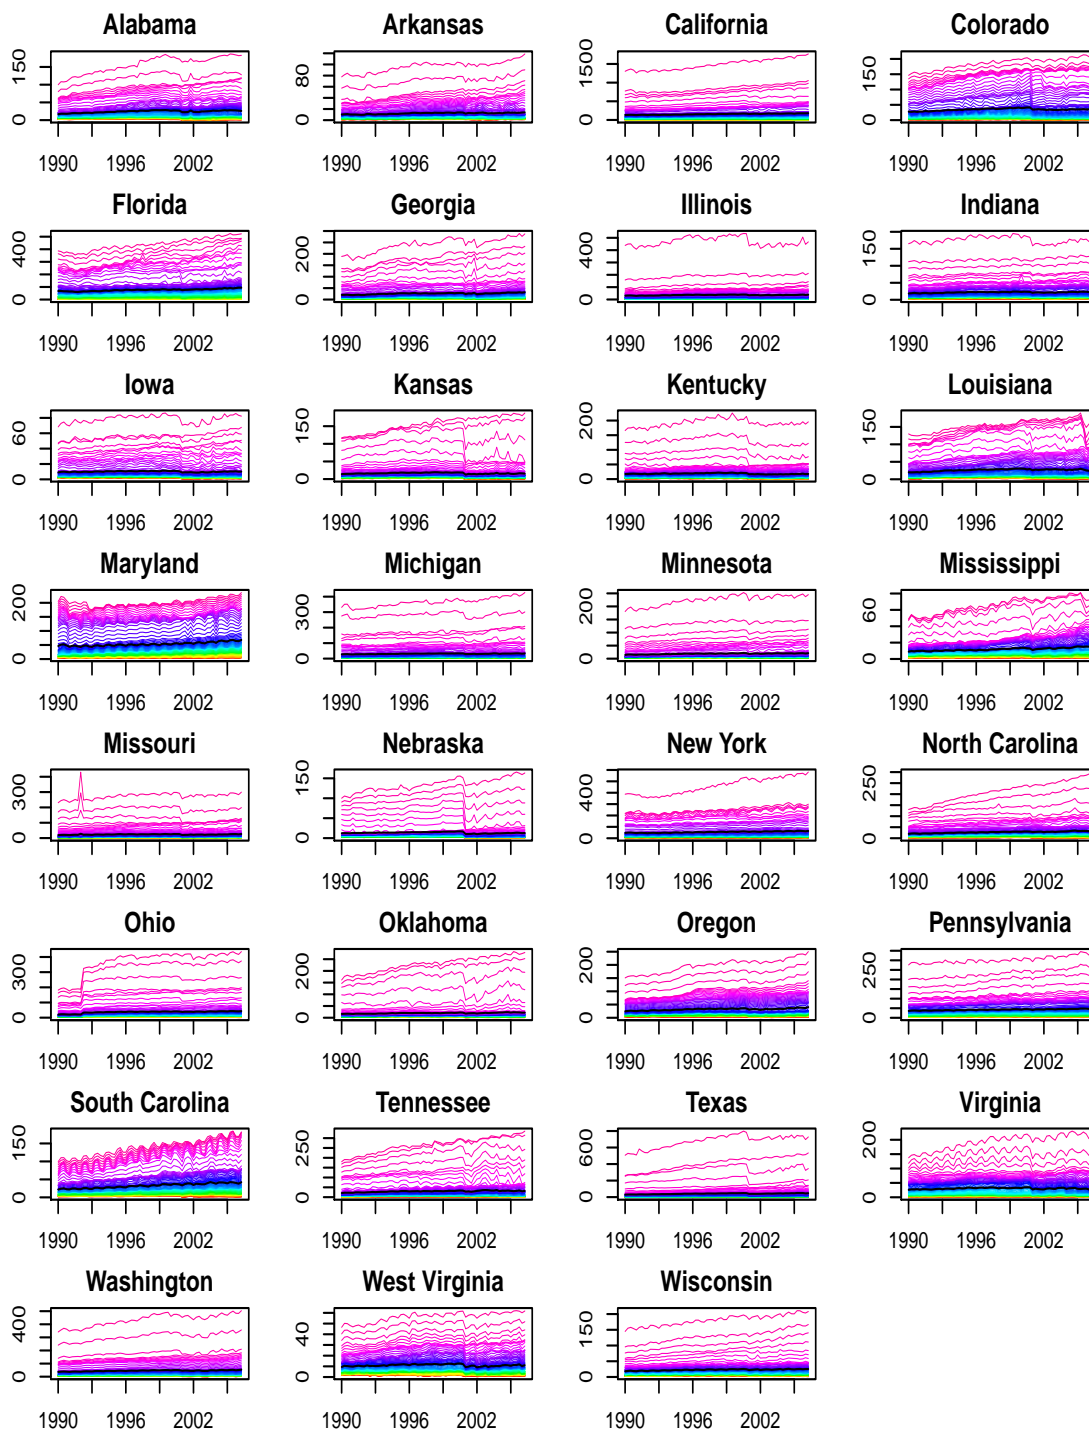 Alabama Arkansas California Colorado
0 150 0 80 0 1500 0 150
1990 1996 2002 1990 1996 2002 1990 1996 2002 1990 1996 2002
Florida Georgia Illinois Indiana
0 400 0 200 0 400 0 150
1990 1996 2002 1990 1996 2002 1990 1996 2002 1990 1996 2002
Iowa Kansas Kentucky Louisiana
0 60 0 150 0 200 0 150
1990 1996 2002 1990 1996 2002 1990 1996 2002 1990 1996 2002
Maryland Michigan Minnesota Mississippi
0 200 0 300 0 200 0 60
1990 1996 2002 1990 1996 2002 1990 1996 2002 1990 1996 2002
Missouri Nebraska New York North Carolina
0 300 0 150 0 400 0 250
1990 1996 2002 1990 1996 2002 1990 1996 2002 1990 1996 2002
Ohio Oklahoma Oregon Pennsylvania
0 300 0 200 0 200 0 250
1990 1996 2002 1990 1996 2002 1990 1996 2002 1990 1996 2002
South Carolina Tennessee Texas Virginia
0 150 0 250 0 600 0 200
1990 1996 2002 1990 1996 2002 1990 1996 2002 1990 1996 2002
Washington West Virginia Wisconsin
0 400 0 40 0 150
1990 1996 2002 1990 1996 2002 1990 1996 2002